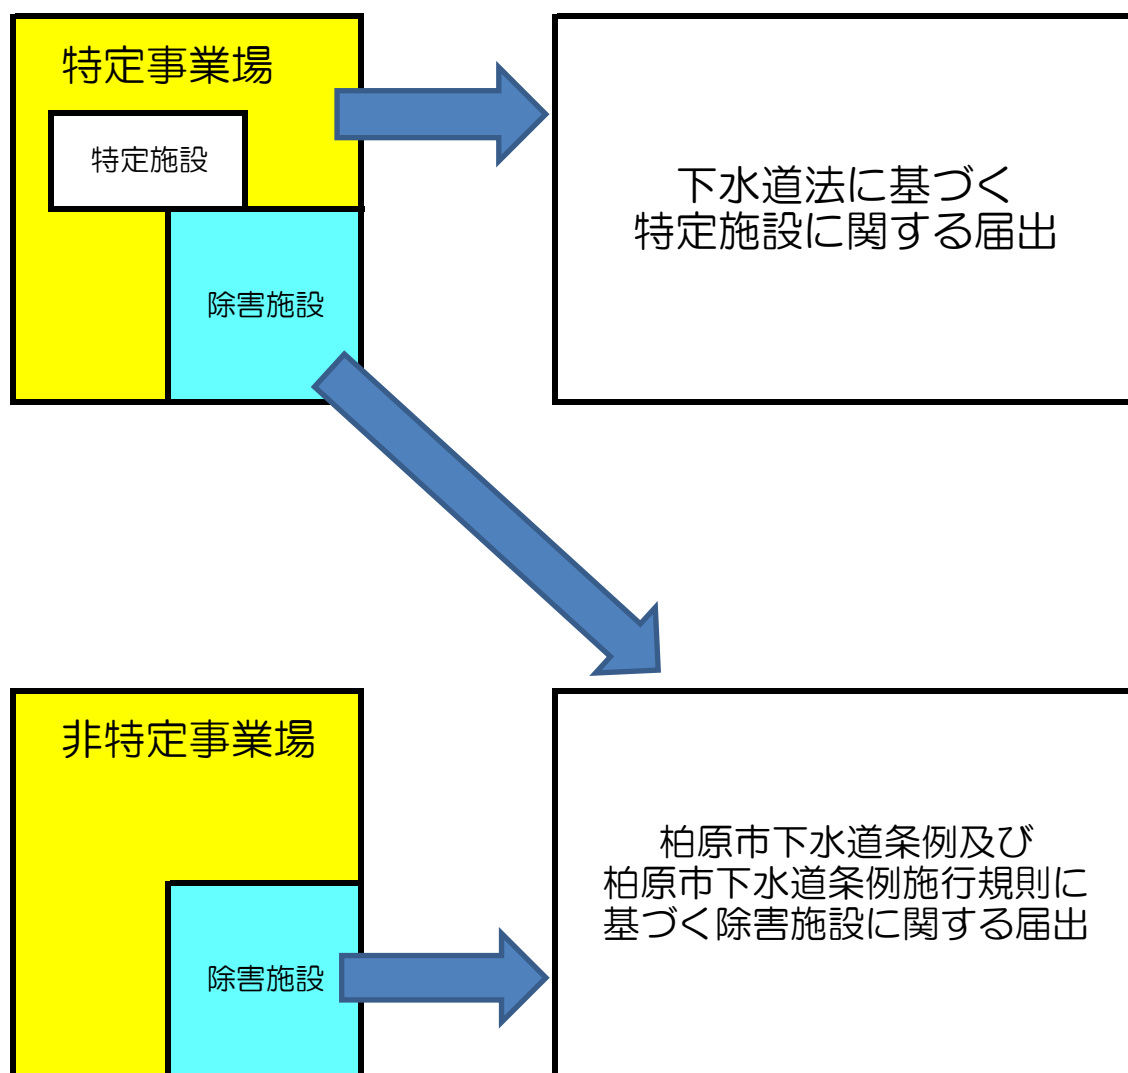 特定事業場
特定施設
除害施設
下水道法に基づく
特定施設に関する届出
非特定事業場
除害施設
柏原市下水道条例及び
柏原市下水道条例施行規則に
基づく除害施設に関する届出